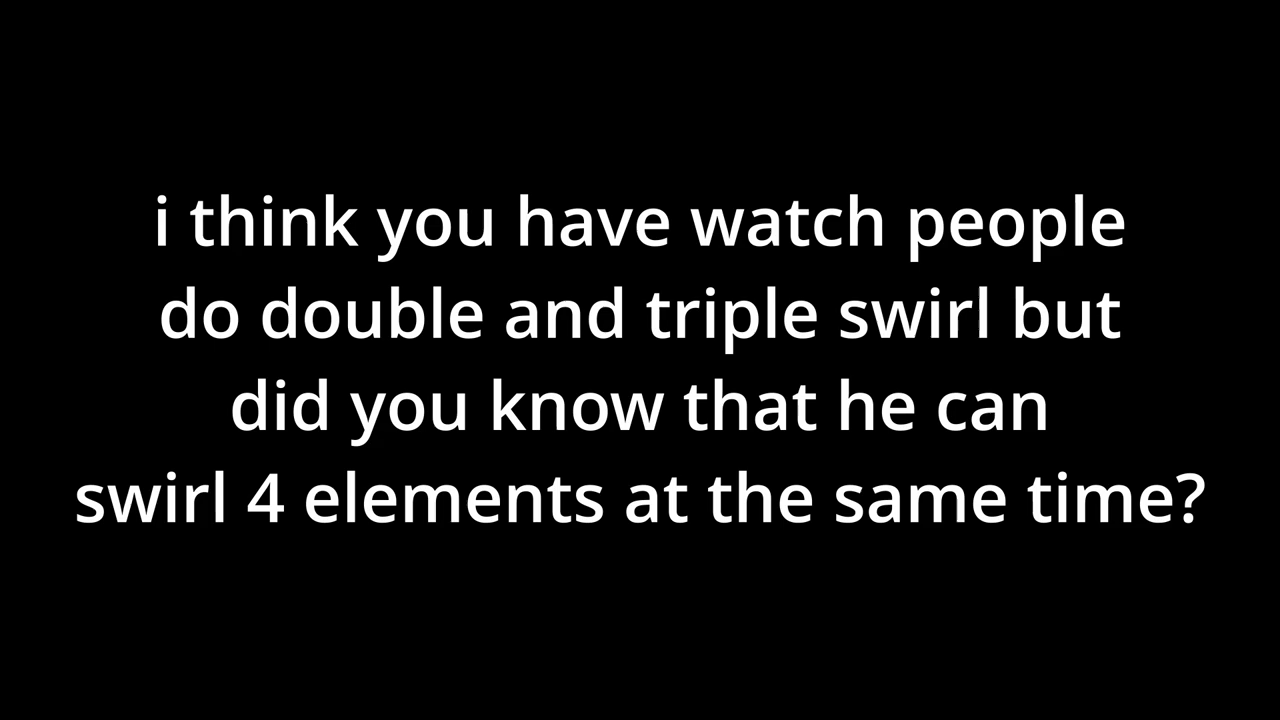 i think you have watch people
do double and triple swirl but
did you know that he can
swirl 4 elements at the same time?